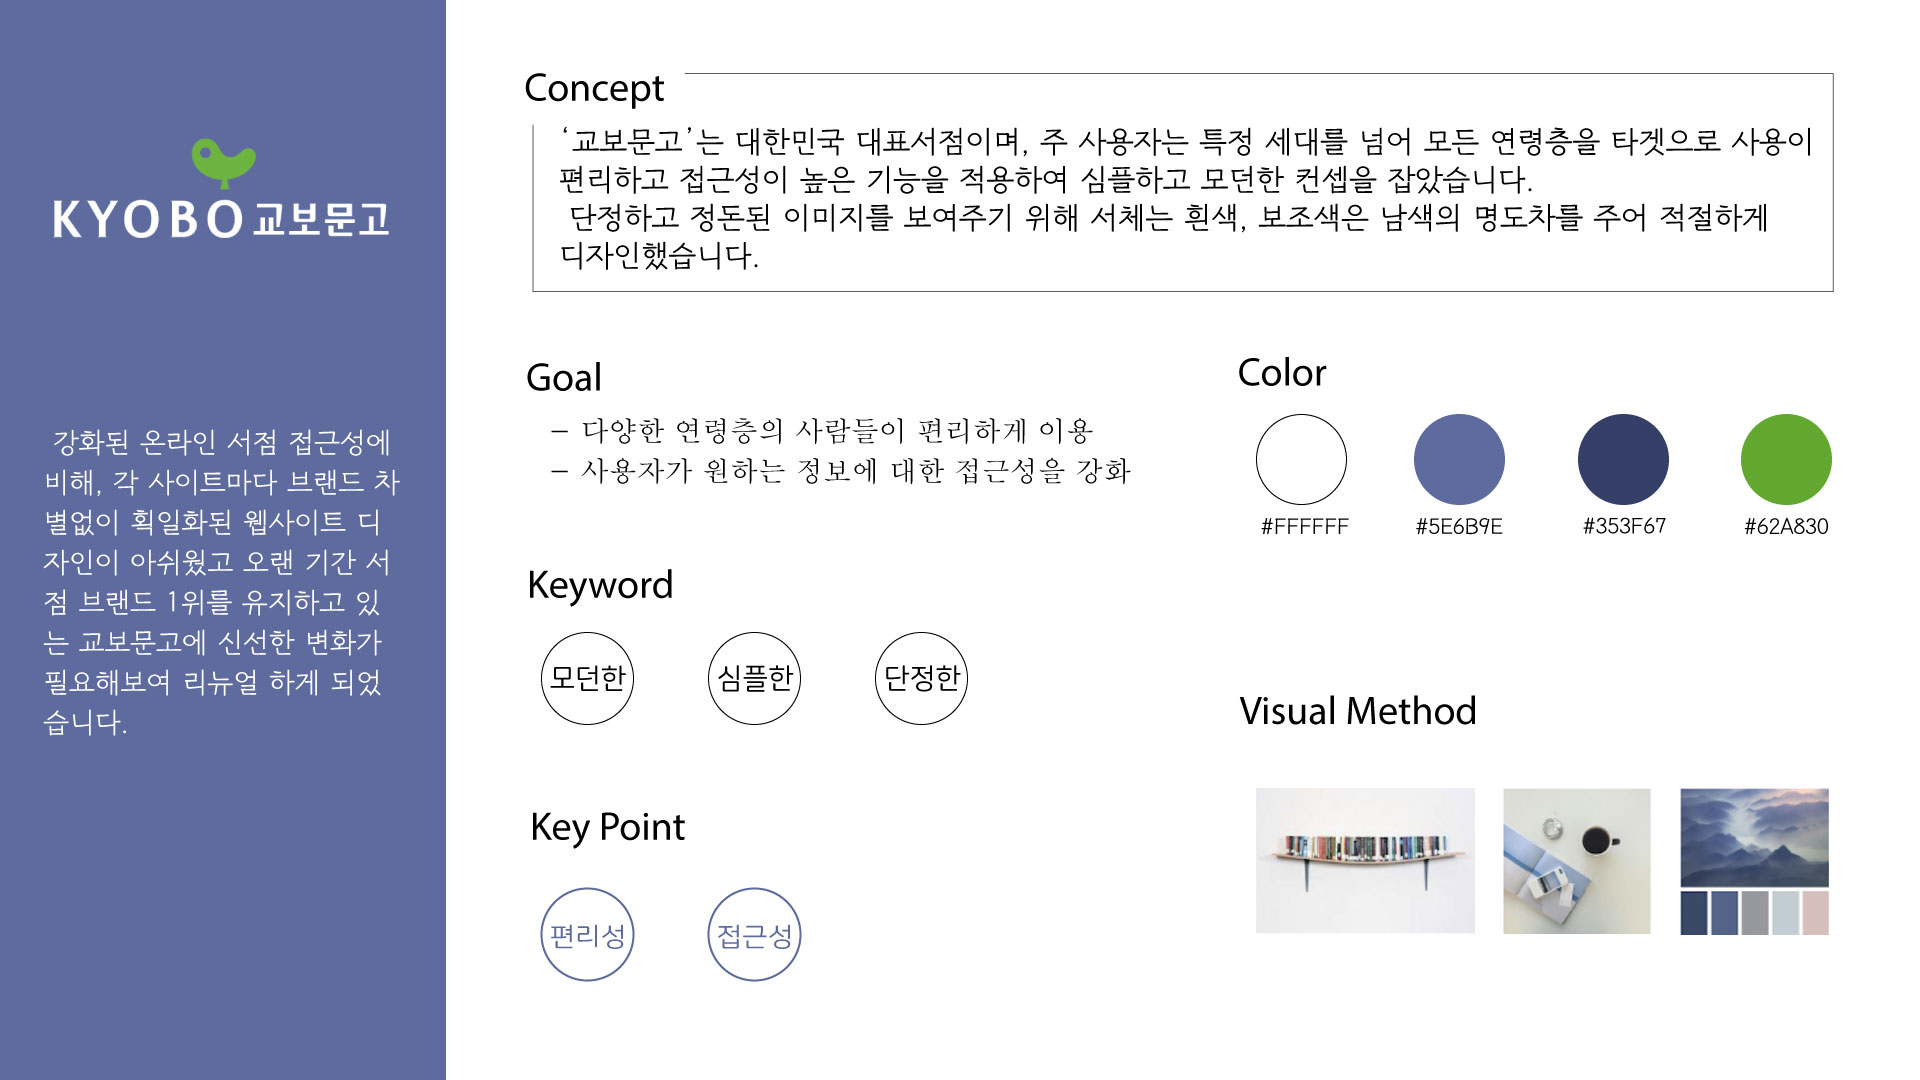 KYOBO 교보문고
강화된 온라인 서점 접근성에
비해, 각 사이트마다 브랜드 차
별없이 획일화된 웹사이트 디
자인이 아쉬웠고 오랜 기간 서
점 브랜드 1위를 유지하고 있
는 교보문고에 신선한 변화가
필요해보여 리뉴얼 하게 되었
습니다.
Concept
‘교보문고’는 대한민국 대표서점이며, 주 사용자는 특정 세대를 넘어 모든 연령층을 타겟으로 사용이
편리하고 접근성이 높은 기능을 적용하여 심플하고 모던한 컨셉을 잡았습니다.
단정하고 정돈된 이미지를 보여주기 위해 서체는 흰색, 보조색은 남색의 명도차를 주어 적절하게
디자인했습니다.
Goal
– 다양한 연령층의 사람들이 편리하게 이용
– 사용자가 원하는 정보에 대한 접근성을 강화
Keyword
모던한 심플한 단정한
Key Point
편리성 접근성
Color
#FFFFFF #5E6B9E #353F67 #62A830
Visual Method